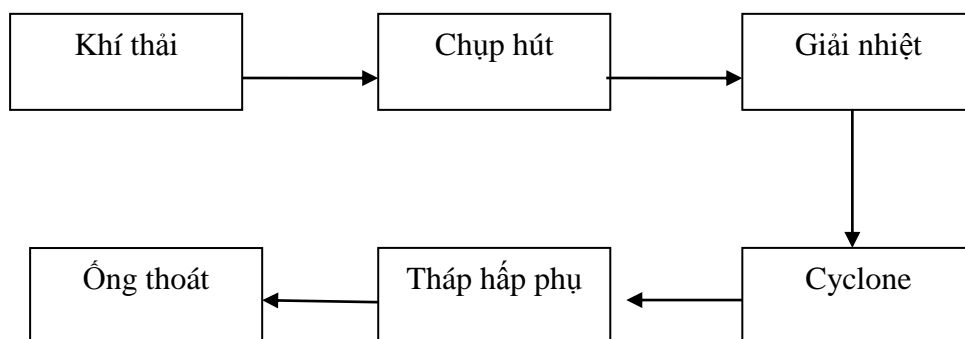 Khí thải
Chụp hút
Giải nhiệt
Ống thoát
Tháp hấp phụ
Cyclone